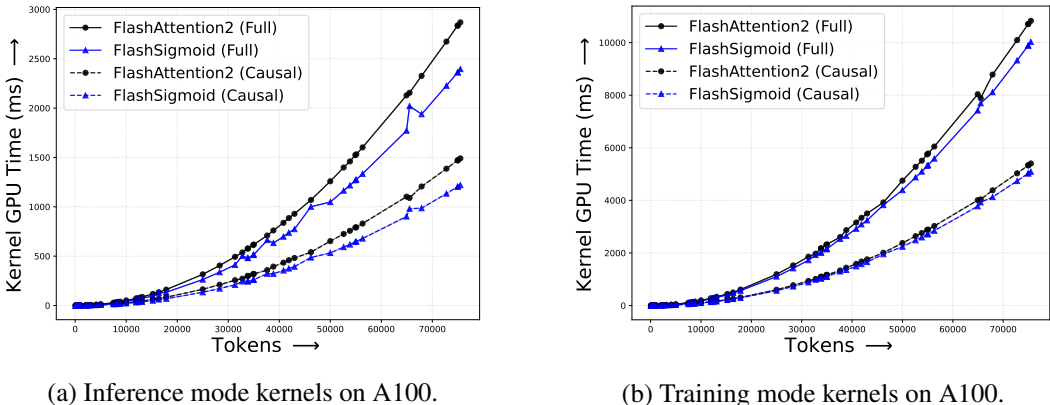 FlashAttention2 (Full)
FlashSigmoid (Full)
FlashAttention2 (Causal)
FlashSigmoid (Causal)
Kernel GPU Time (ms) ⟶
3000
2500
2000
1500
1000
500
0
0 10000 20000 30000 40000 50000 60000 70000
Tokens ⟶
(a) Inference mode kernels on A100.
FlashAttention2 (Full)
FlashSigmoid (Full)
FlashAttention2 (Causal)
FlashSigmoid (Causal)
Kernel GPU Time (ms) ⟶
10000
8000
6000
4000
2000
0
0 10000 20000 30000 40000 50000 60000 70000
Tokens ⟶
(b) Training mode kernels on A100.